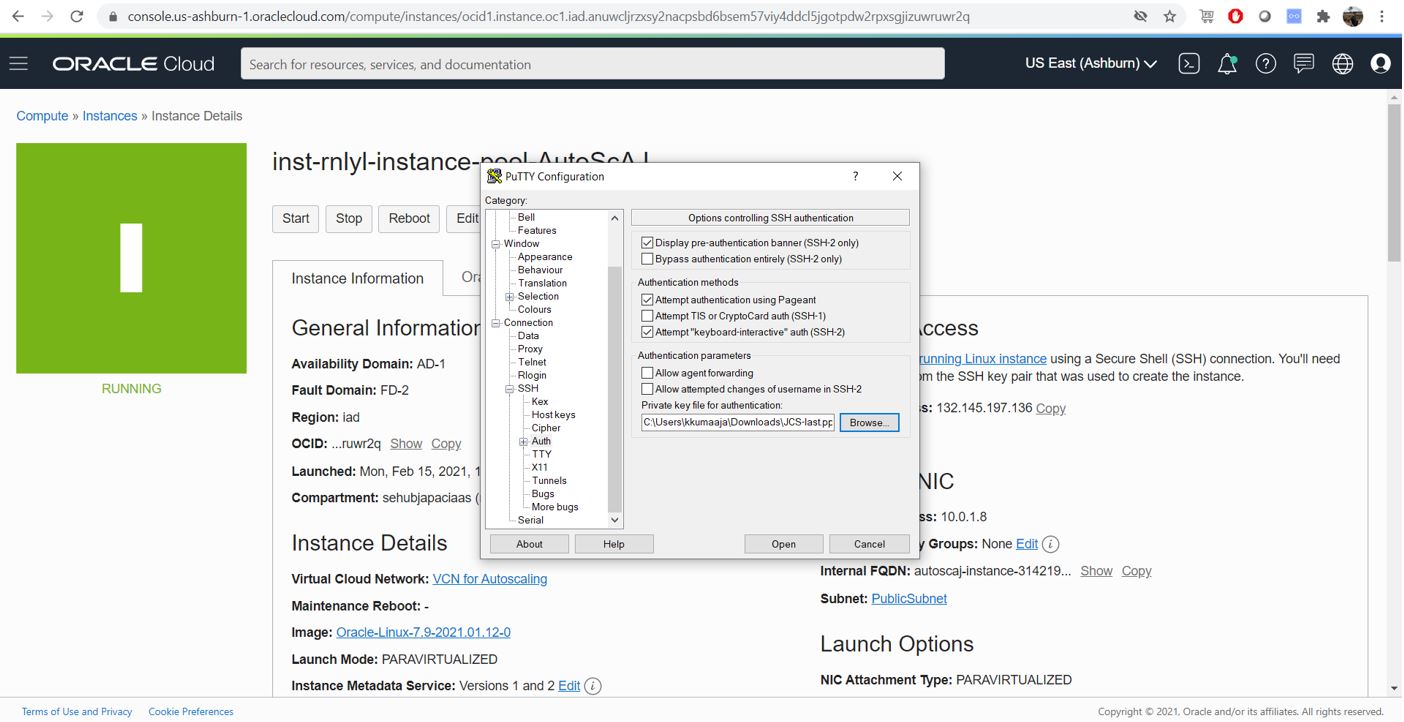 console.us-ashburn-1.oraclecloud.com/compute/instances/ocid1.instance.oc1.iad.anuwcljrzxsy2nacpsbd6bsem57viy4ddcl5jgotpdw2rpxsgjizuwruwr2q
ORACLE Cloud
Search for resources, services, and documentation
US East (Ashburn)
Compute » Instances » Instance Details
inst-rnlyl-instance-pool-AutoScAJ
RUNNING
Start Stop Reboot Edit
Instance Information
General Information
Availability Domain: AD-1
Fault Domain: FD-2
Region: iad
OCID: ...ruwr2q Show Copy
Launched: Mon, Feb 15, 2021, 1
Compartment: sehubjapaciaas (
Instance Details
Virtual Cloud Network: VCN for Autoscaling
Maintenance Reboot: -
Image: Oracle-Linux-7.9-2021.01.12-0
Launch Mode: PARAVIRTUALIZED
Instance Metadata Service: Versions 1 and 2 Edit
PuTTY Configuration ?
Category:
Bell
Features
Window
Appearance
Behaviour
Translation
Selection
Colours
Connection
Data
Proxy
Telnet
Rlogin
SSH
Kex
Host keys
Cipher
Auth
TTY
X11
Tunnels
Bugs
More bugs
Serial
Options controlling SSH authentication
Display pre-authentication banner (SSH-2 only)
Bypass authentication entirely (SSH-2 only)
Authentication methods
Attempt authentication using Pageant
Attempt TIS or CryptoCard auth (SSH-1)
Attempt "keyboard-interactive" auth (SSH-2)
Authentication parameters
Allow agent forwarding
Allow attempted changes of username in SSH-2
Private key file for authentication:
C:\Users\kkumaaja\Downloads\JCS-last.pp Browse...
About Help Open Cancel
Access
running Linux instance using a Secure Shell (SSH) connection. You'll need
om the SSH key pair that was used to create the instance.
s: 132.145.197.136 Copy
NIC
ss: 10.0.1.8
y Groups: None Edit
Internal FQDN: autoscaj-instance-314219... Show Copy
Subnet: PublicSubnet
Launch Options
NIC Attachment Type: PARAVIRTUALIZED
Terms of Use and Privacy Cookie Preferences
Copyright © 2021, Oracle and/or its affiliates. All rights reserved.